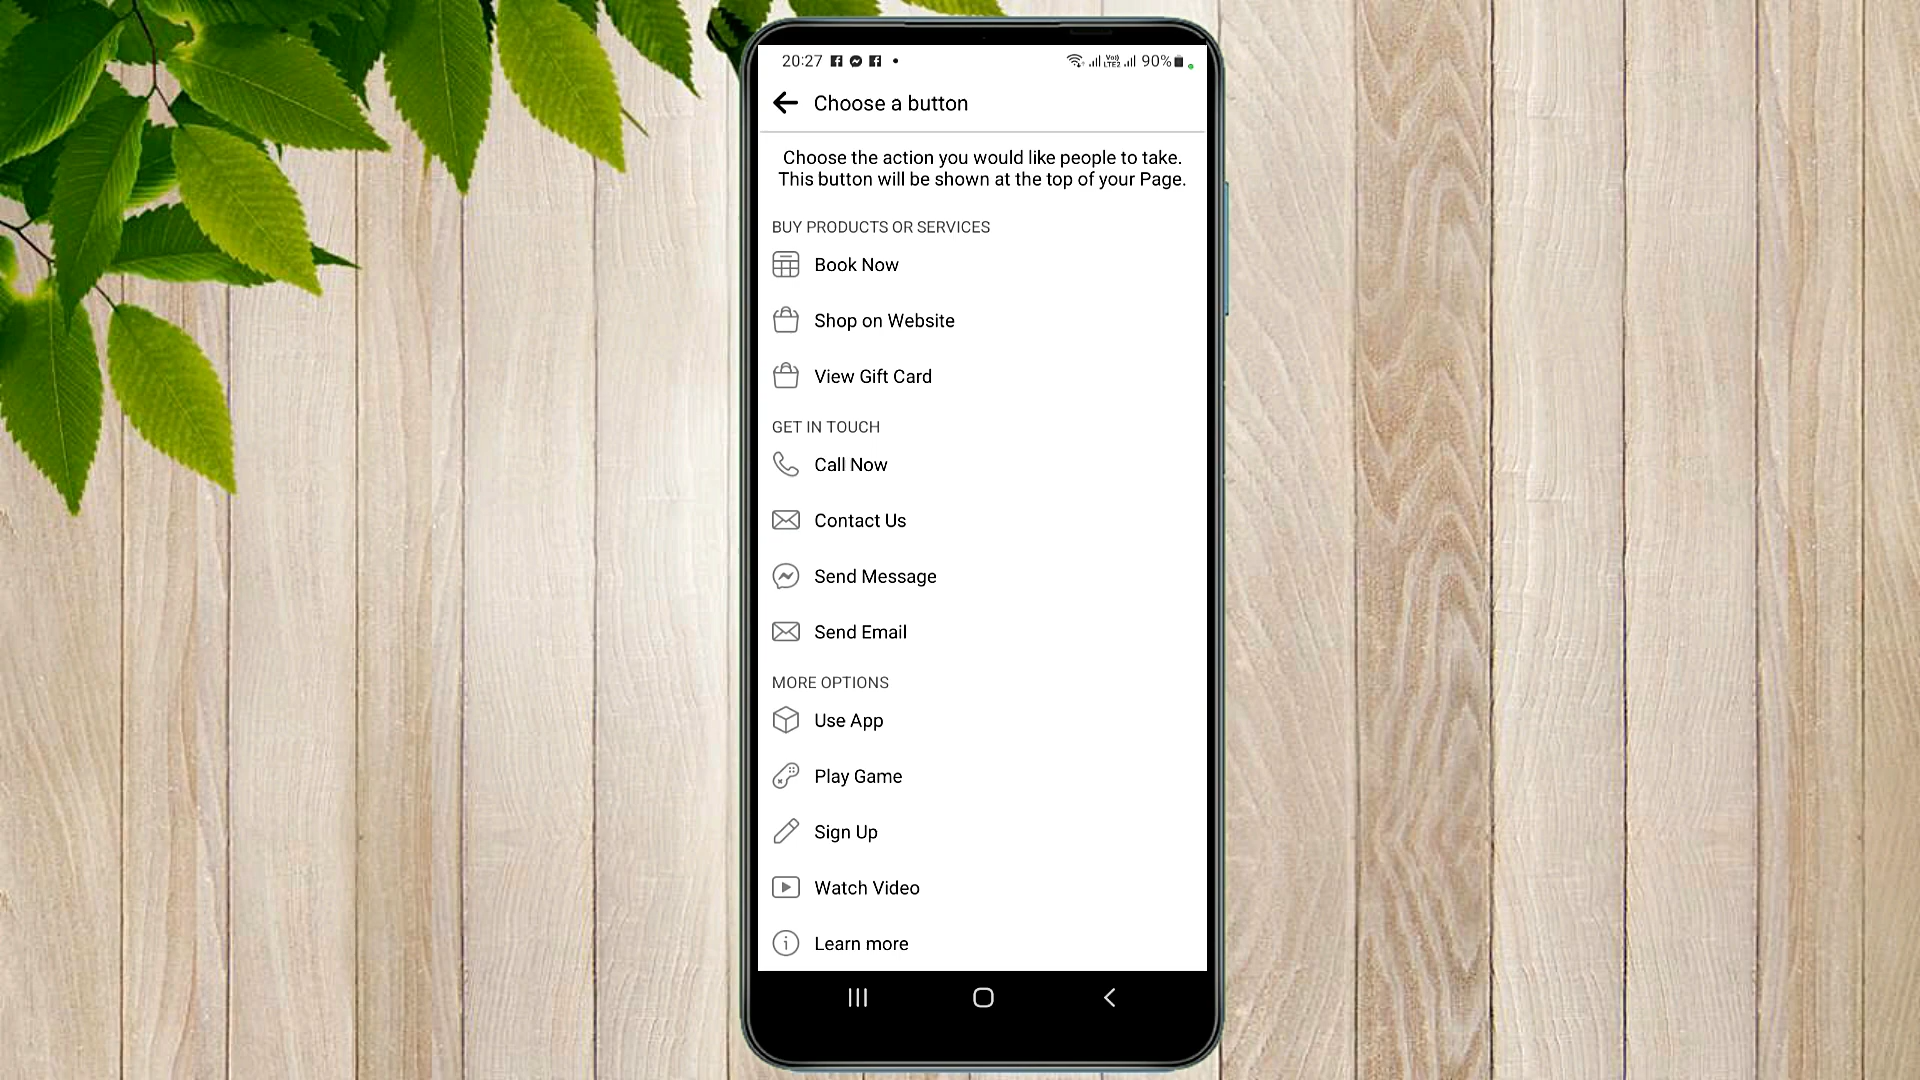 20:27 90%
Choose a button
Choose the action you would like people to take.
This button will be shown at the top of your Page.
BUY PRODUCTS OR SERVICES
Book Now
Shop on Website
View Gift Card
GET IN TOUCH
Call Now
Contact Us
Send Message
Send Email
MORE OPTIONS
Use App
Play Game
Sign Up
Watch Video
Learn more